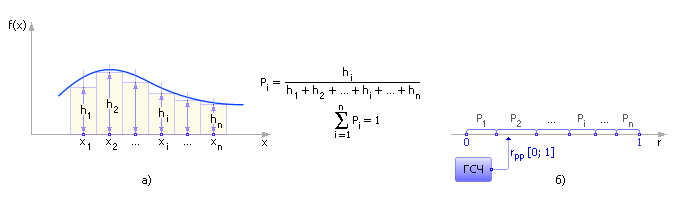 f(x)
h1 h2 hi hn
x1 x2 ... xi ... xn x
а)
Pi = hi / (h1 + h2 + ... + hi + ... + hn)
n
∑ Pi = 1
i = 1
P1 P2 ... Pi ... Pn
0 1 r
rрр [0; 1]
ГСЧ
б)